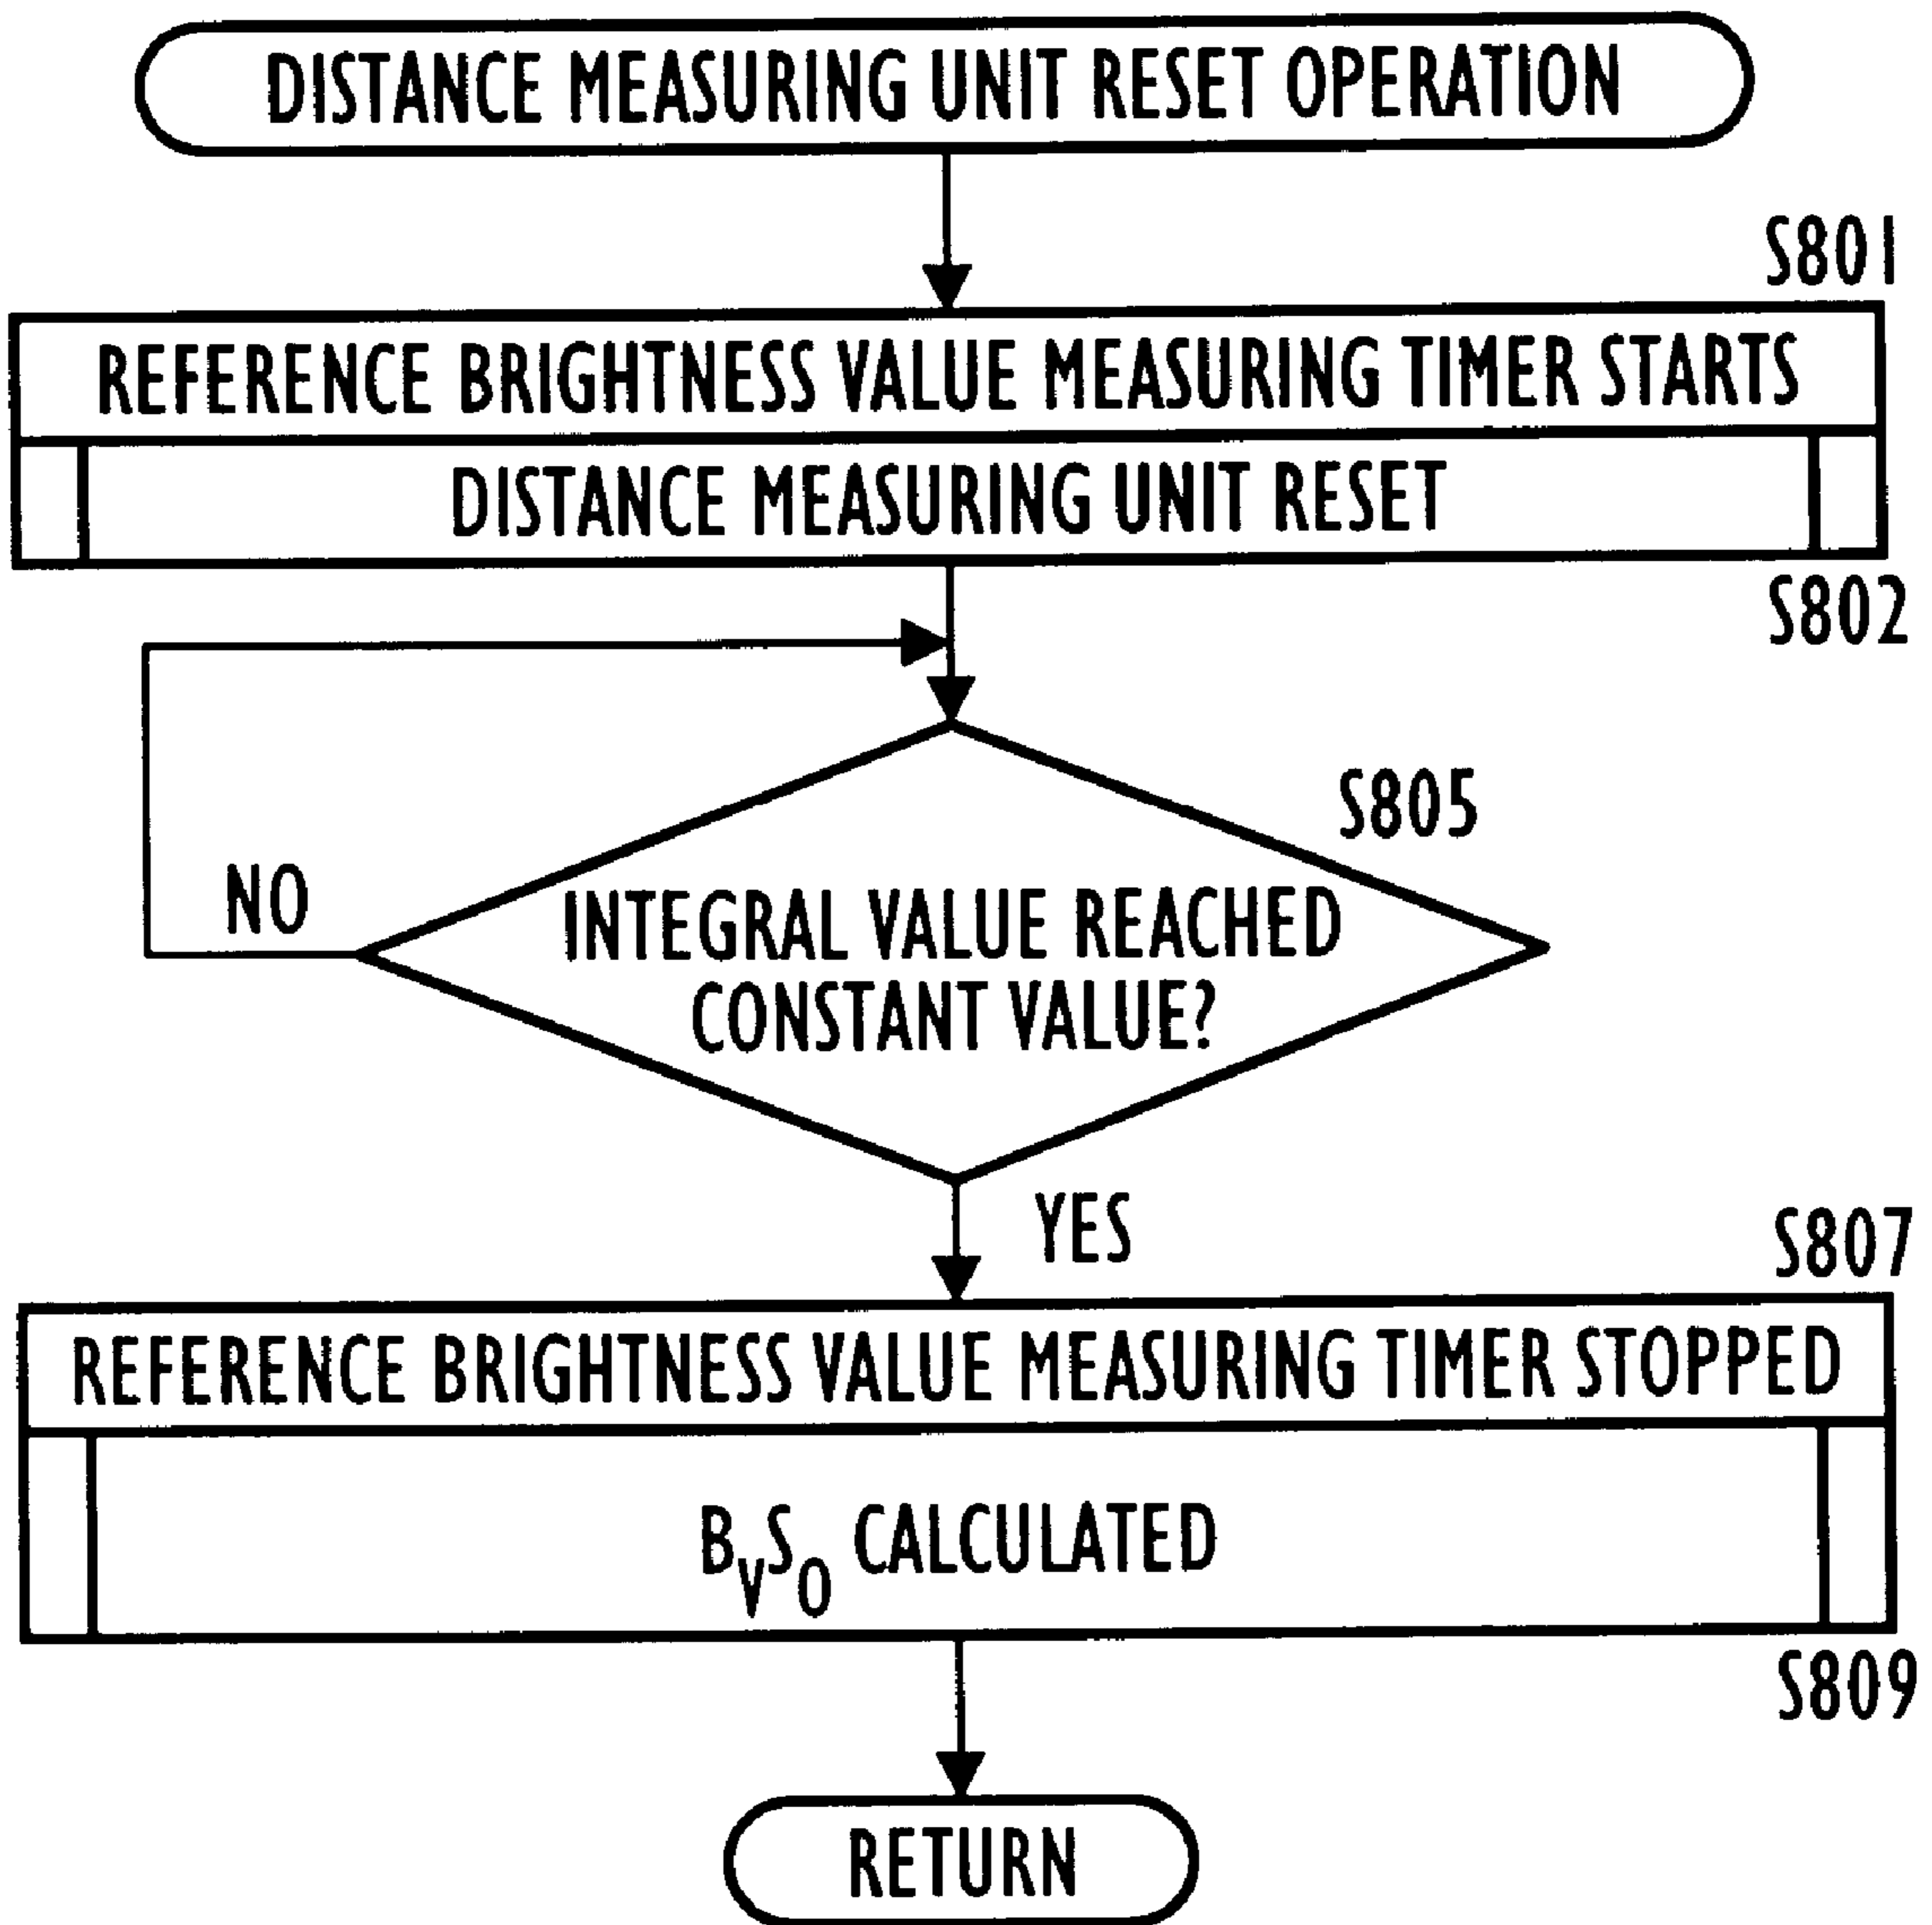 DISTANCE MEASURING UNIT RESET OPERATION
S801
REFERENCE BRIGHTNESS VALUE MEASURING TIMER STARTS
DISTANCE MEASURING UNIT RESET
S802
S805
NO
INTEGRAL VALUE REACHED
CONSTANT VALUE?
YES
S807
REFERENCE BRIGHTNESS VALUE MEASURING TIMER STOPPED
BVS0 CALCULATED
S809
RETURN